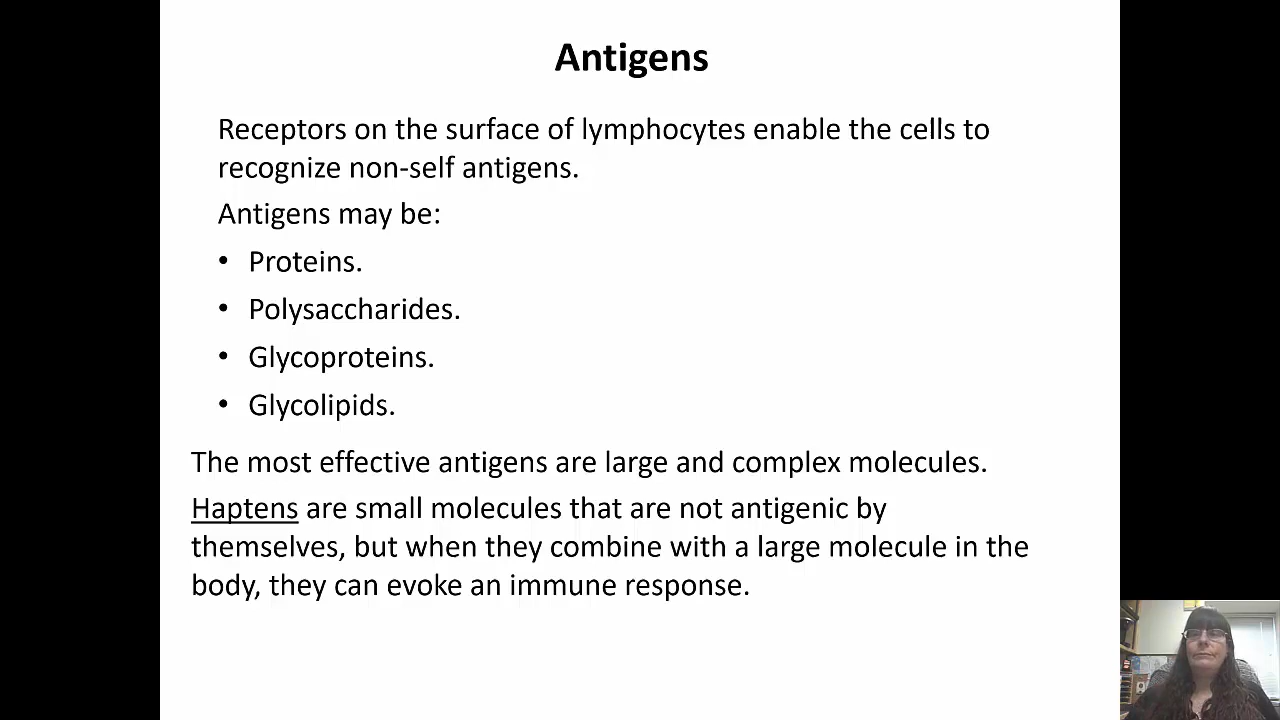 Antigens
Receptors on the surface of lymphocytes enable the cells to
recognize non-self antigens.
Antigens may be:
• Proteins.
• Polysaccharides.
• Glycoproteins.
• Glycolipids.
The most effective antigens are large and complex molecules.
Haptens are small molecules that are not antigenic by
themselves, but when they combine with a large molecule in the
body, they can evoke an immune response.